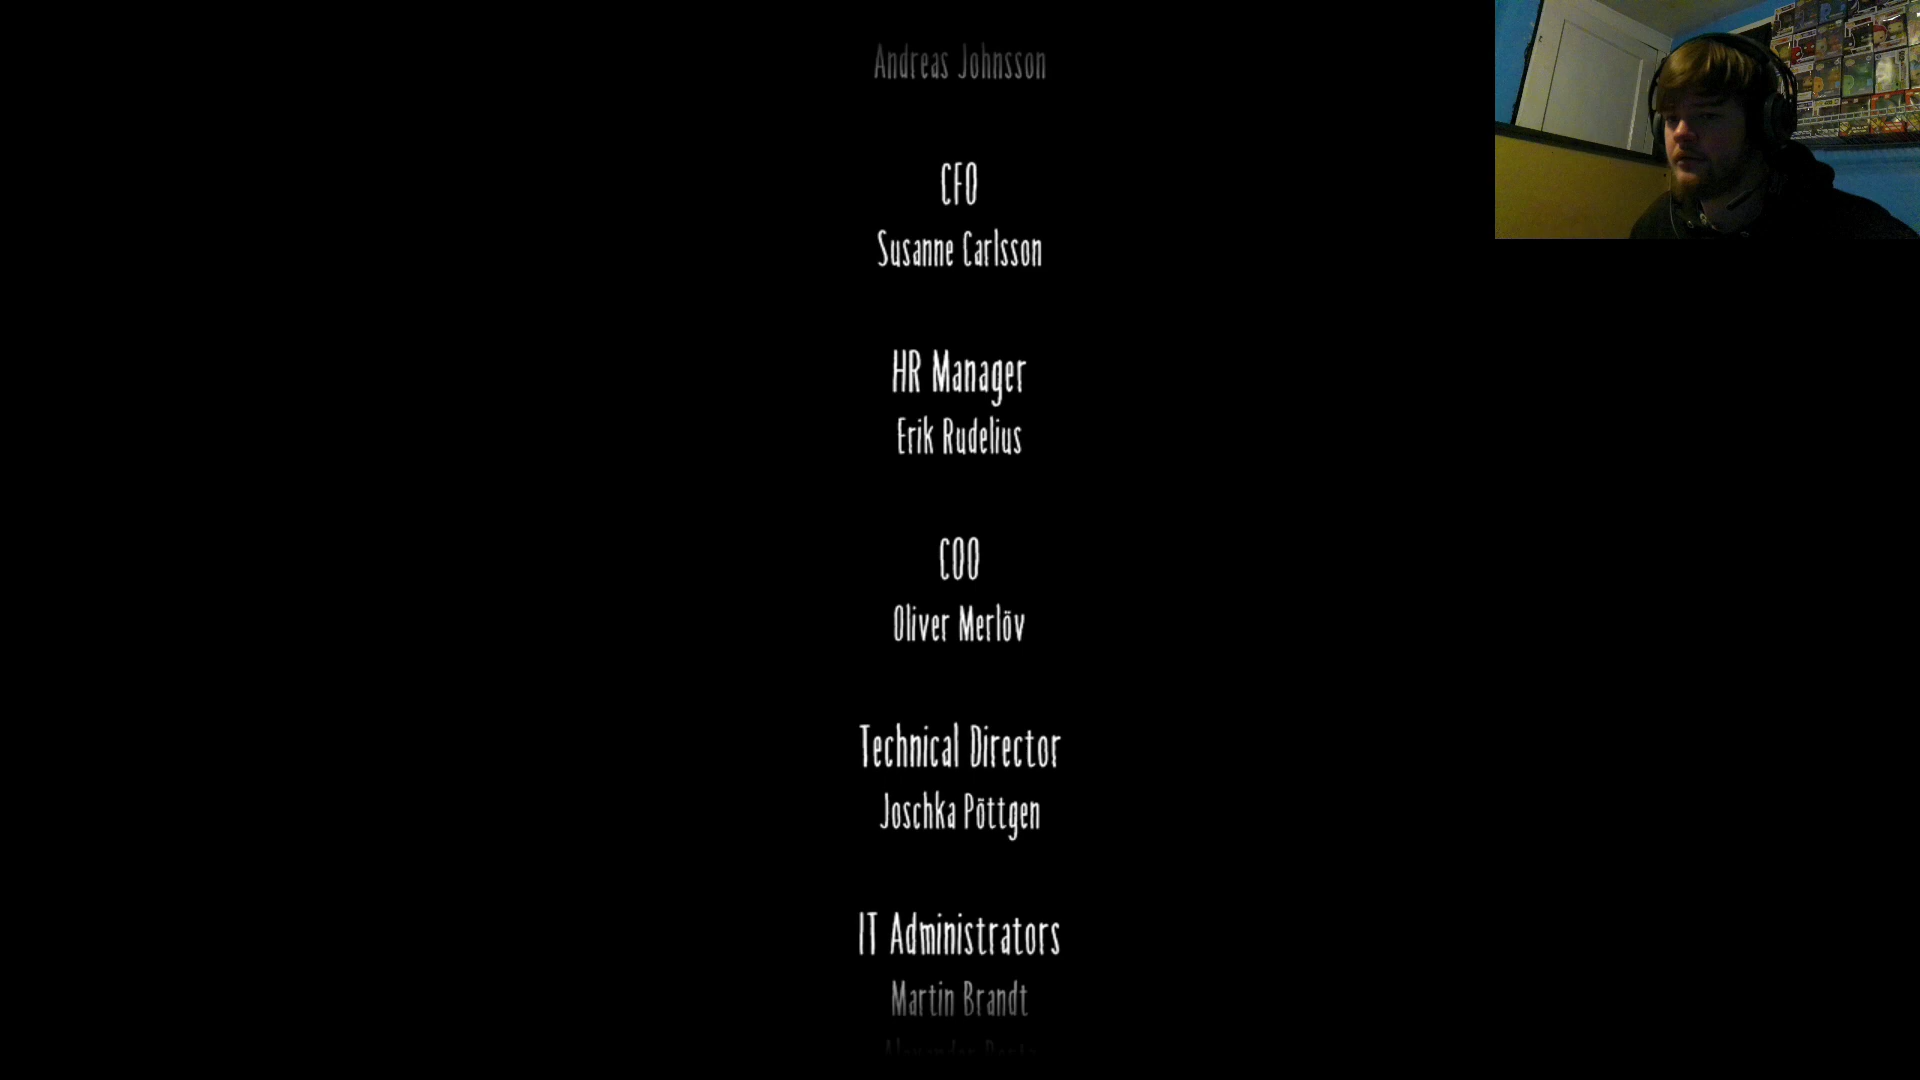 Andreas Johnsson
CFO
Susanne Carlsson
HR Manager
Erik Rudelius
COO
Oliver Merlöv
Technical Director
Joschka Pöttgen
IT Administrators
Martin Brandt